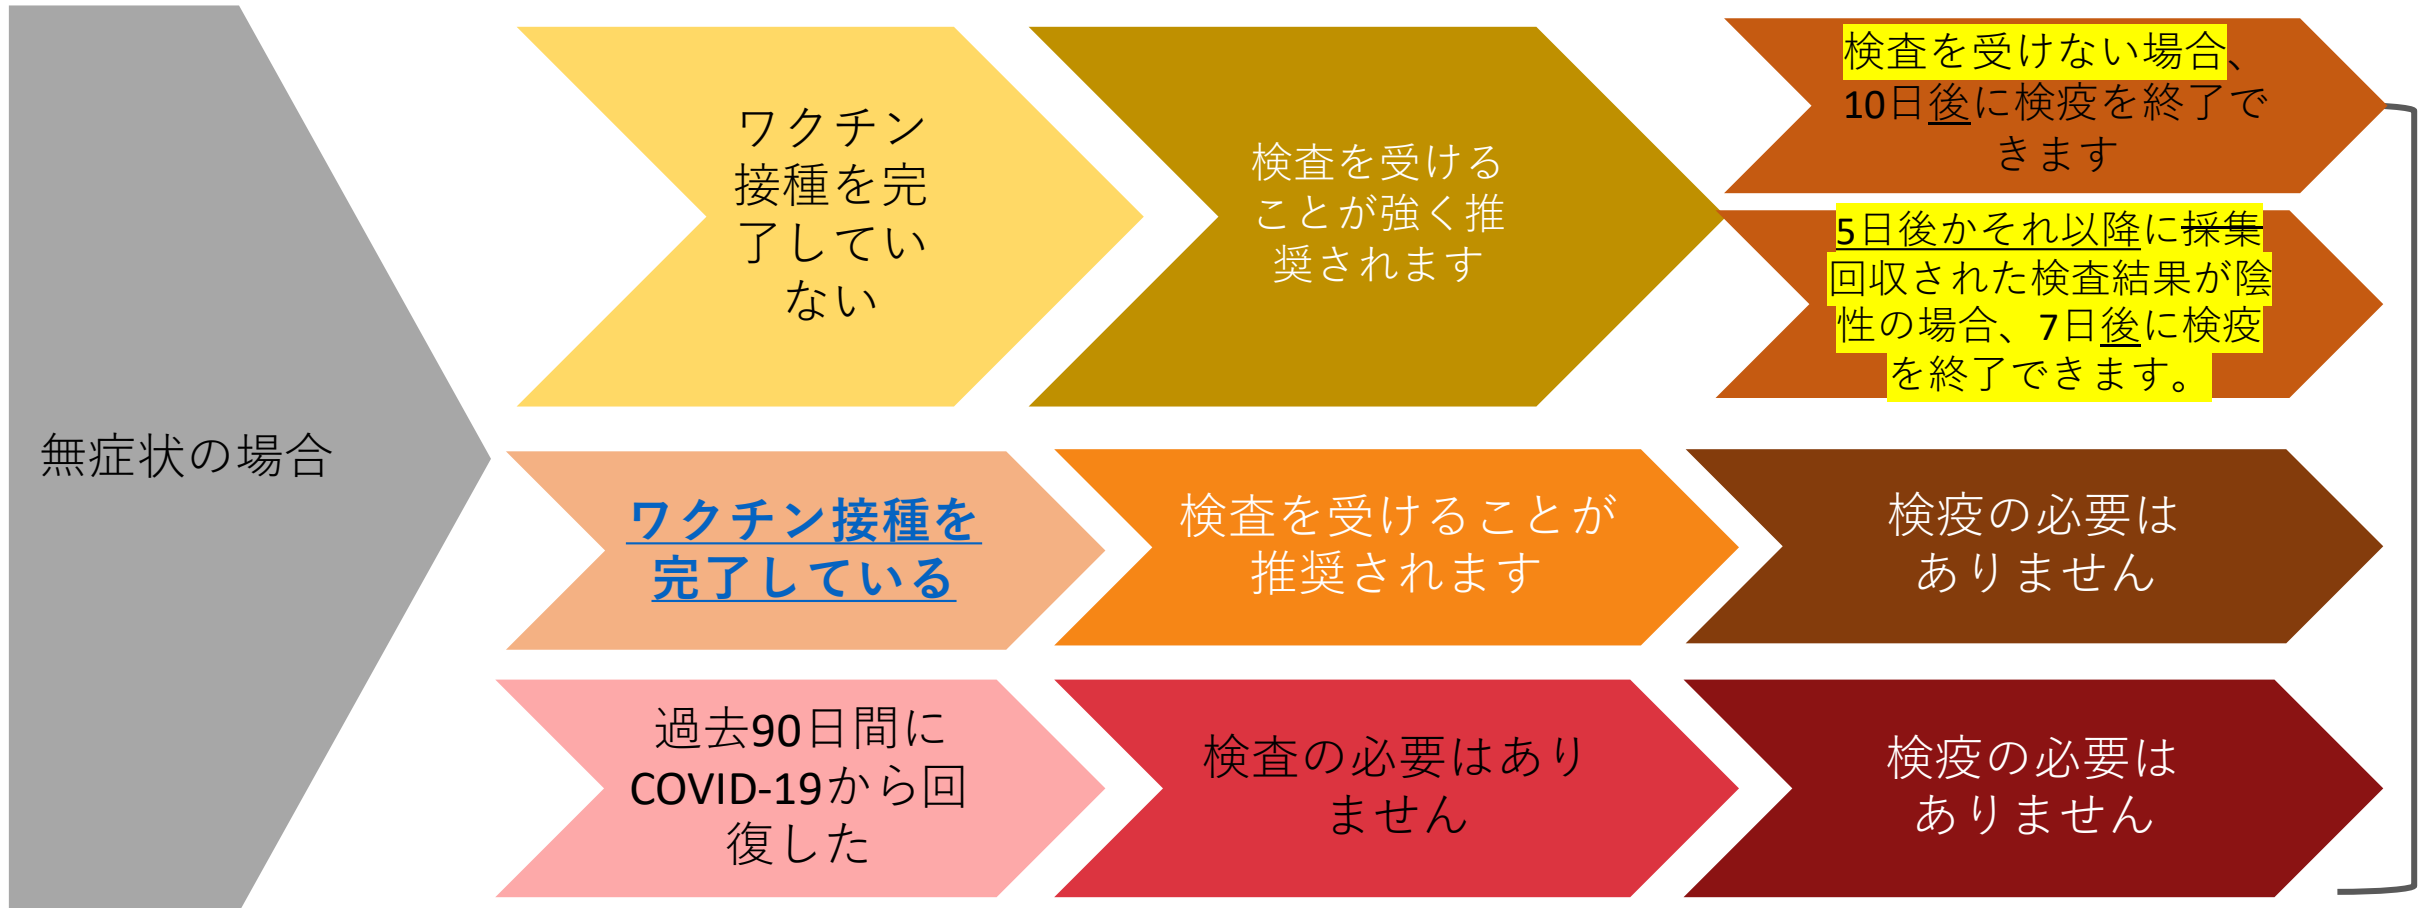 無症状の場合
ワクチン
接種を完
了してい
ない
検査を受ける
ことが強く推
奨されます
検査を受けない場合、
10日後に検疫を終了で
きます
5日後かそれ以降に採集
回収された検査結果が陰
性の場合、7日後に検疫
を終了できます。
ワクチン接種を
完了している
検査を受けることが
推奨されます
検疫の必要は
ありません
過去90日間に
COVID-19から回
復した
検査の必要はあり
ません
検疫の必要は
ありません